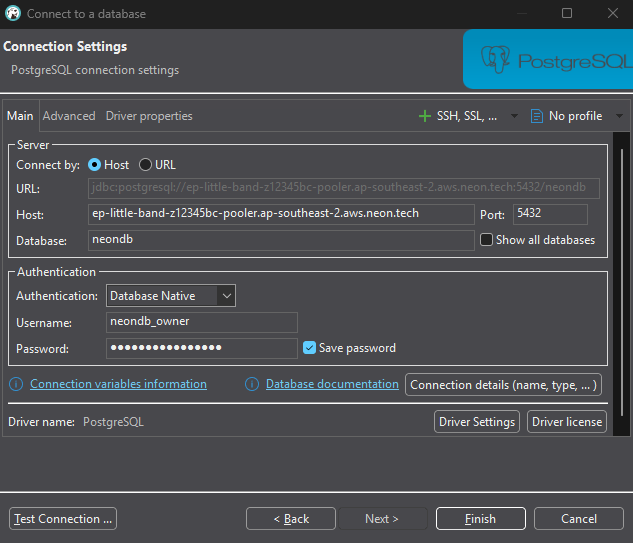 Connect to a database
Connection Settings
PostgreSQL connection settings
PostgreSQL
Main Advanced Driver properties SSH, SSL, ... No profile
Server
Connect by: Host URL
URL: jdbc:postgresql://ep-little-band-z12345bc-pooler.ap-southeast-2.aws.neon.tech:5432/neondb
Host: ep-little-band-z12345bc-pooler.ap-southeast-2.aws.neon.tech Port: 5432
Database: neondb Show all databases
Authentication
Authentication: Database Native
Username: neondb_owner
Password: •••••••••••••••• Save password
Connection variables information Database documentation Connection details (name, type, ... )
Driver name: PostgreSQL Driver Settings Driver license
Test Connection ... < Back Next > Finish Cancel